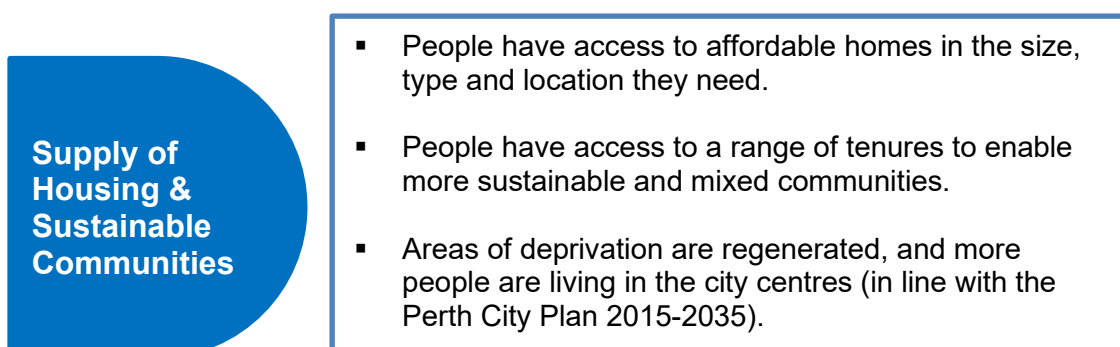 Supply of
Housing &
Sustainable
Communities
▪ People have access to affordable homes in the size,
type and location they need.
▪ People have access to a range of tenures to enable
more sustainable and mixed communities.
▪ Areas of deprivation are regenerated, and more
people are living in the city centres (in line with the
Perth City Plan 2015-2035).